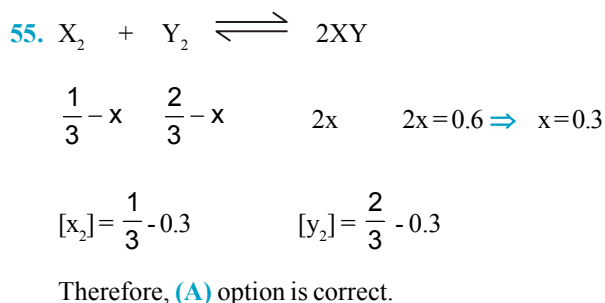 55. X₂ + Y₂ ⇌ 2XY
1/3 – x 2/3 – x 2x 2x = 0.6 ⇒ x = 0.3
[x₂] = 1/3 - 0.3 [y₂] = 2/3 - 0.3
Therefore, (A) option is correct.